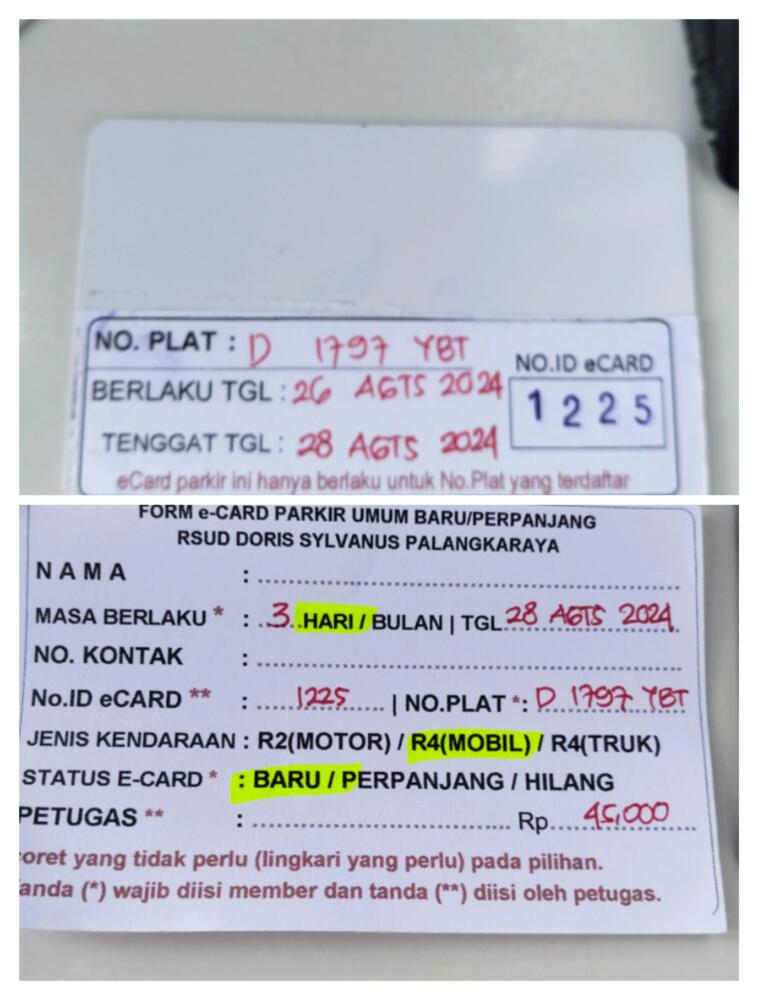 NO. PLAT : D 1797 YBT
BERLAKU TGL : 26 AGTS 2024
TENGGAT TGL : 28 AGTS 2024
NO.ID eCARD
1225
eCard parkir ini hanya berlaku untuk No.Plat yang terdaftar
FORM e-CARD PARKIR UMUM BARU/PERPANJANG
RSUD DORIS SYLVANUS PALANGKARAYA
NAMA :
MASA BERLAKU * : 3 HARI / BULAN | TGL 28 AGTS 2024
NO. KONTAK :
No.ID eCARD ** : 1225 | NO.PLAT *: D 1797 YBT
JENIS KENDARAAN : R2(MOTOR) / R4(MOBIL) / R4(TRUK)
STATUS E-CARD * : BARU / PERPANJANG / HILANG
PETUGAS ** : Rp 45,000
oret yang tidak perlu (lingkari yang perlu) pada pilihan.
anda (*) wajib diisi member dan tanda (**) diisi oleh petugas.